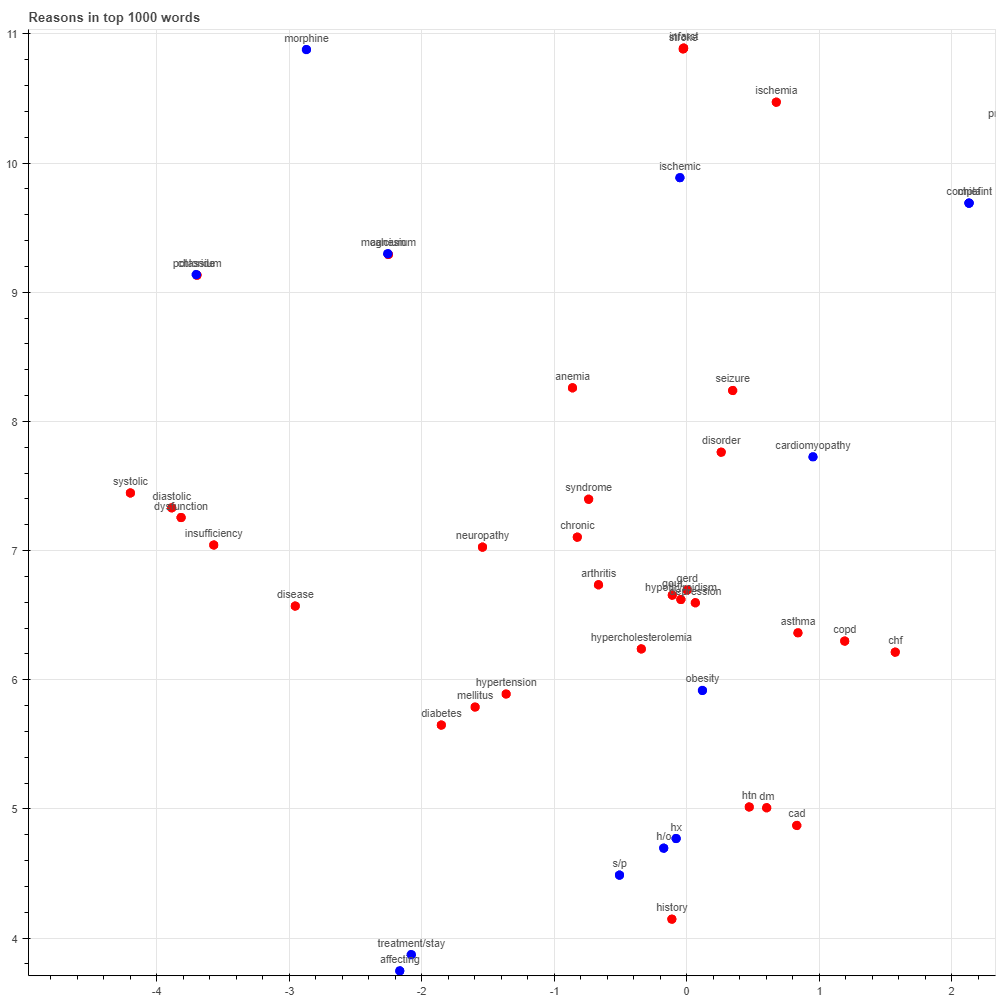 Reasons in top 1000 words
11
morphine
ischemia
10
ischemic
9
anemia
seizure
8
disorder
cardiomyopathy
systolic
syndrome
diastolic
dysfunction
chronic
insufficiency
neuropathy
7
arthritis
gerd
disease
asthma
copd
hypercholesterolemia
chf
6
hypertension
obesity
mellitus
diabetes
htn
dm
5
cad
hx
h/o
s/p
history
4
treatment/stay
affecting
-4
-3
-2
-1
0
1
2